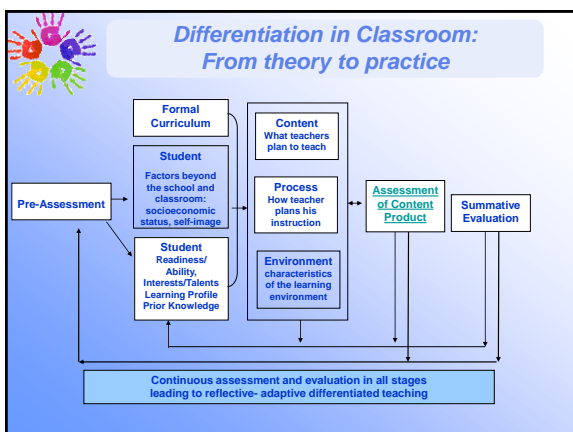 Differentiation in Classroom:
From theory to practice
Pre-Assessment
Formal
Curriculum
Student
Factors beyond
the school and
classroom:
socioeconomic
status, self-image
Student
Readiness/
Ability,
Interests/Talents
Learning Profile
Prior Knowledge
Content
What teachers
plan to teach
Process
How teacher
plans his
instruction
Environment
characteristics
of the learning
environment
Assessment
of Content
Product
Summative
Evaluation
Continuous assessment and evaluation in all stages
leading to reflective- adaptive differentiated teaching